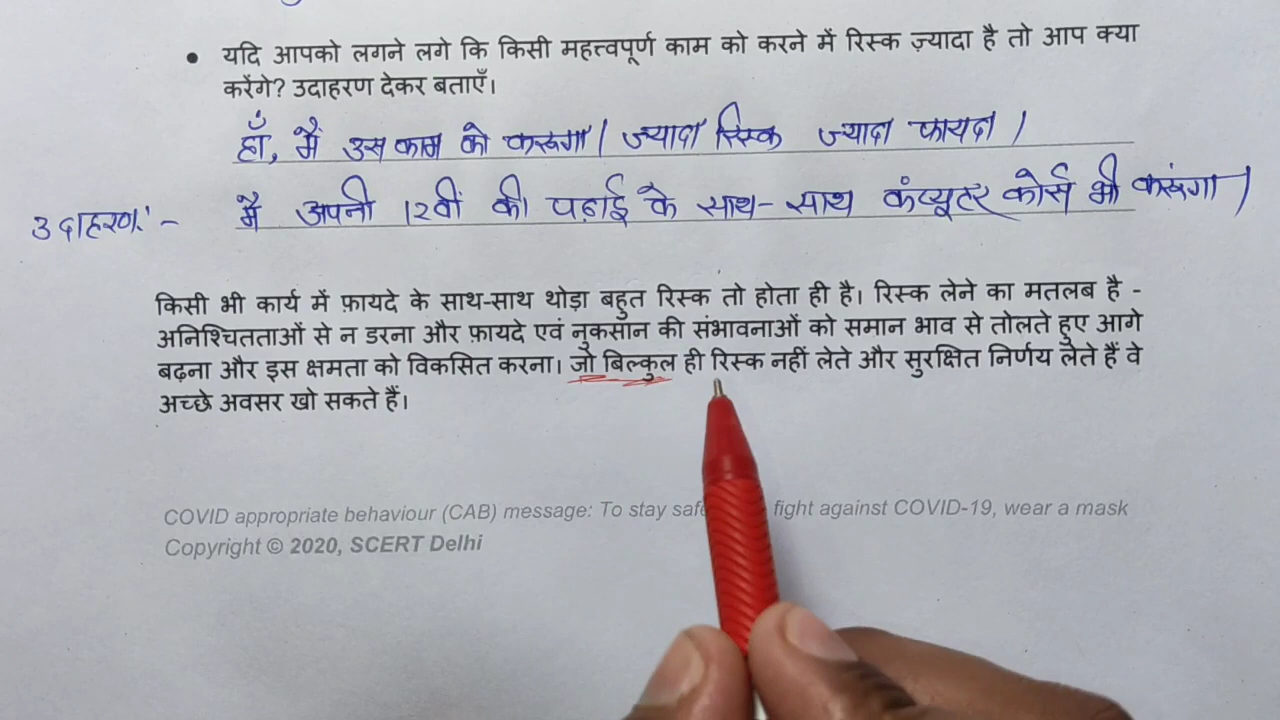 • यदि आपको लगने लगे कि किसी महत्त्वपूर्ण काम को करने में रिस्क ज़्यादा है तो आप क्या
करेंगे? उदाहरण देकर बताएँ।
हाँ, मैं उस काम को करूंगा। ज्यादा रिस्क ज्यादा फायदा।
उदाहरण:- मैं अपनी 12वीं की पढ़ाई के साथ-साथ कंप्यूटर कोर्स भी करूंगा।
किसी भी कार्य में फ़ायदे के साथ-साथ थोड़ा बहुत रिस्क तो होता ही है। रिस्क लेने का मतलब है -
अनिश्चितताओं से न डरना और फ़ायदे एवं नुकसान की संभावनाओं को समान भाव से तोलते हुए आगे
बढ़ना और इस क्षमता को विकसित करना। जो बिल्कुल ही रिस्क नहीं लेते और सुरक्षित निर्णय लेते हैं वे
अच्छे अवसर खो सकते हैं।
COVID appropriate behaviour (CAB) message: To stay safe fight against COVID-19, wear a mask
Copyright © 2020, SCERT Delhi